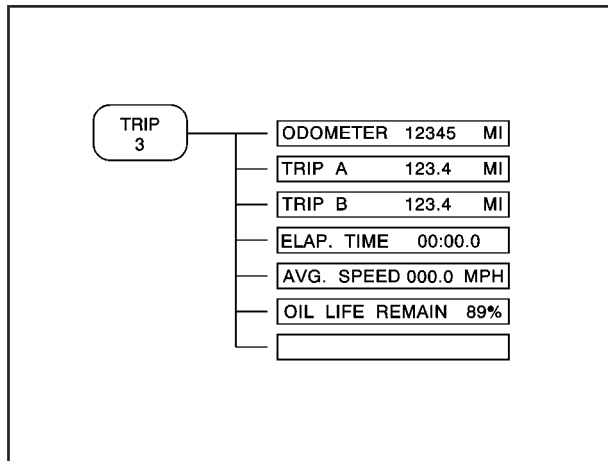 TRIP
3
ODOMETER 12345 MI
TRIP A 123.4 MI
TRIP B 123.4 MI
ELAP. TIME 00:00.0
AVG. SPEED 000.0 MPH
OIL LIFE REMAIN 89%